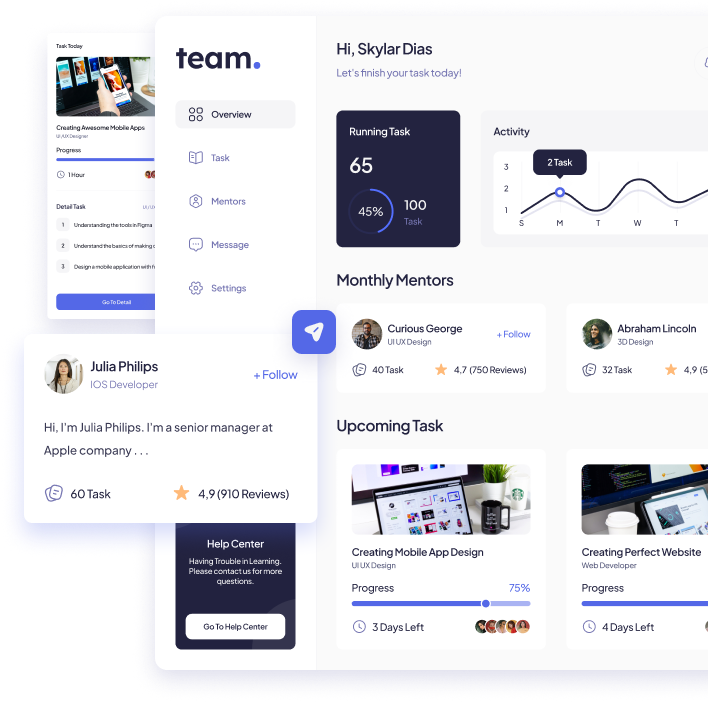 Task Today
Creating Awesome Mobile Apps
UI UX Designer
Progress
1 Hour
Detail Task
UI U
1 Understanding the tools in Figma
2 Understand the basics of making
3 Design a mobile application with
Go To Detail
team.
Overview
Task
Mentors
Message
Settings
Julia Philips
IOS Developer
+ Follow
Hi, I'm Julia Philips. I'm a senior manager at
Apple company . . .
60 Task
4,9 (910 Reviews)
Help Center
Having Trouble in Learning.
Please contact us for more
questions.
Go To Help Center
Hi, Skylar Dias
Let's finish your task today!
Running Task
65
45%
100
Task
Activity
2 Task
3
2
1
S M T W T
Monthly Mentors
Curious George
UI UX Design
+ Follow
40 Task
4,7 (750 Reviews)
Abraham Lincoln
3D Design
32 Task
4,9 (5
Upcoming Task
Creating Mobile App Design
UI UX Design
Progress 75%
3 Days Left
Creating Perfect Website
Web Developer
Progress
4 Days Left